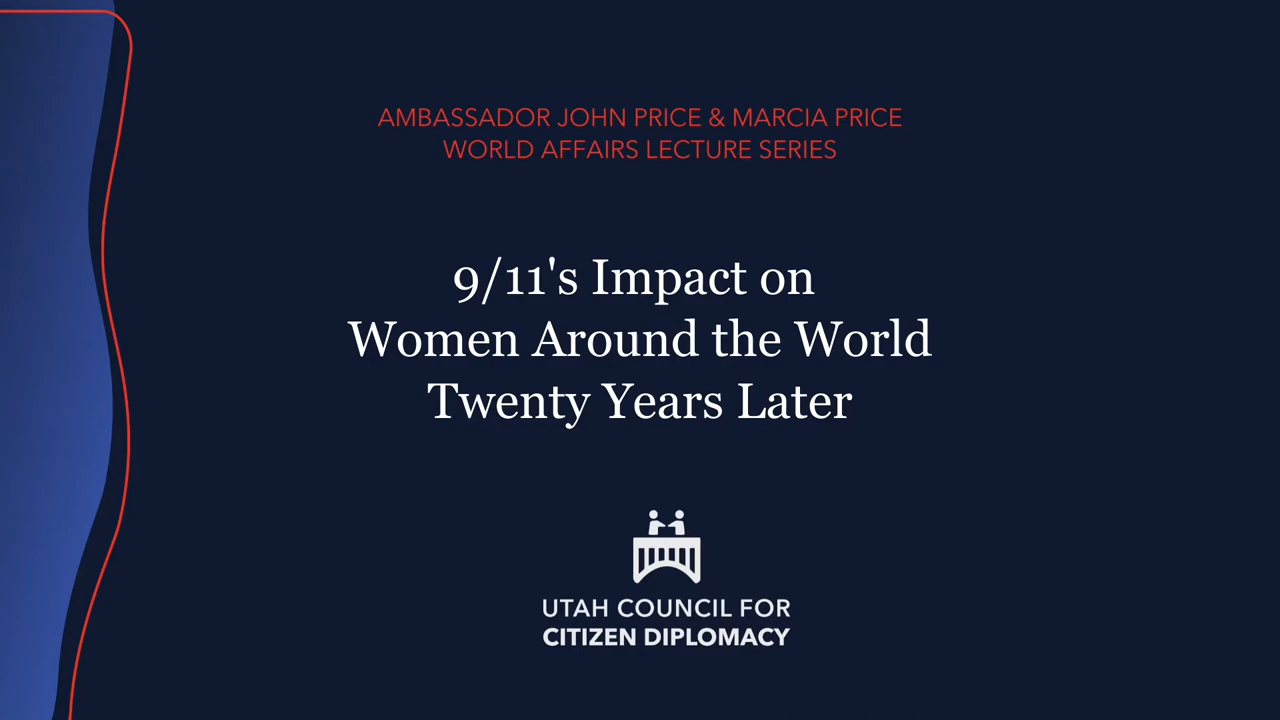 AMBASSADOR JOHN PRICE & MARCIA PRICE
WORLD AFFAIRS LECTURE SERIES
9/11's Impact on
Women Around the World
Twenty Years Later
UTAH COUNCIL FOR
CITIZEN DIPLOMACY